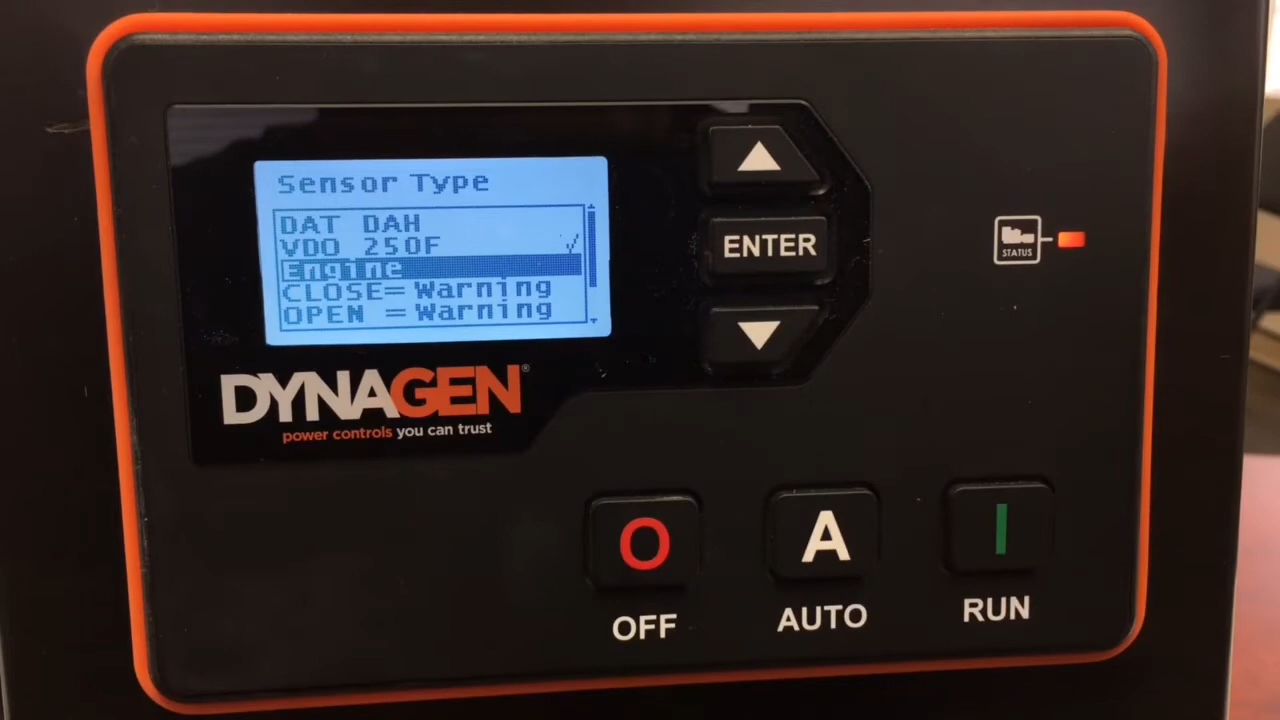 Sensor Type
DAT DAH
VDO 250F √
Engine
CLOSE=Warning
OPEN =Warning
ENTER
STATUS
DYNAGEN®
power controls you can trust
O
A
I
OFF
AUTO
RUN